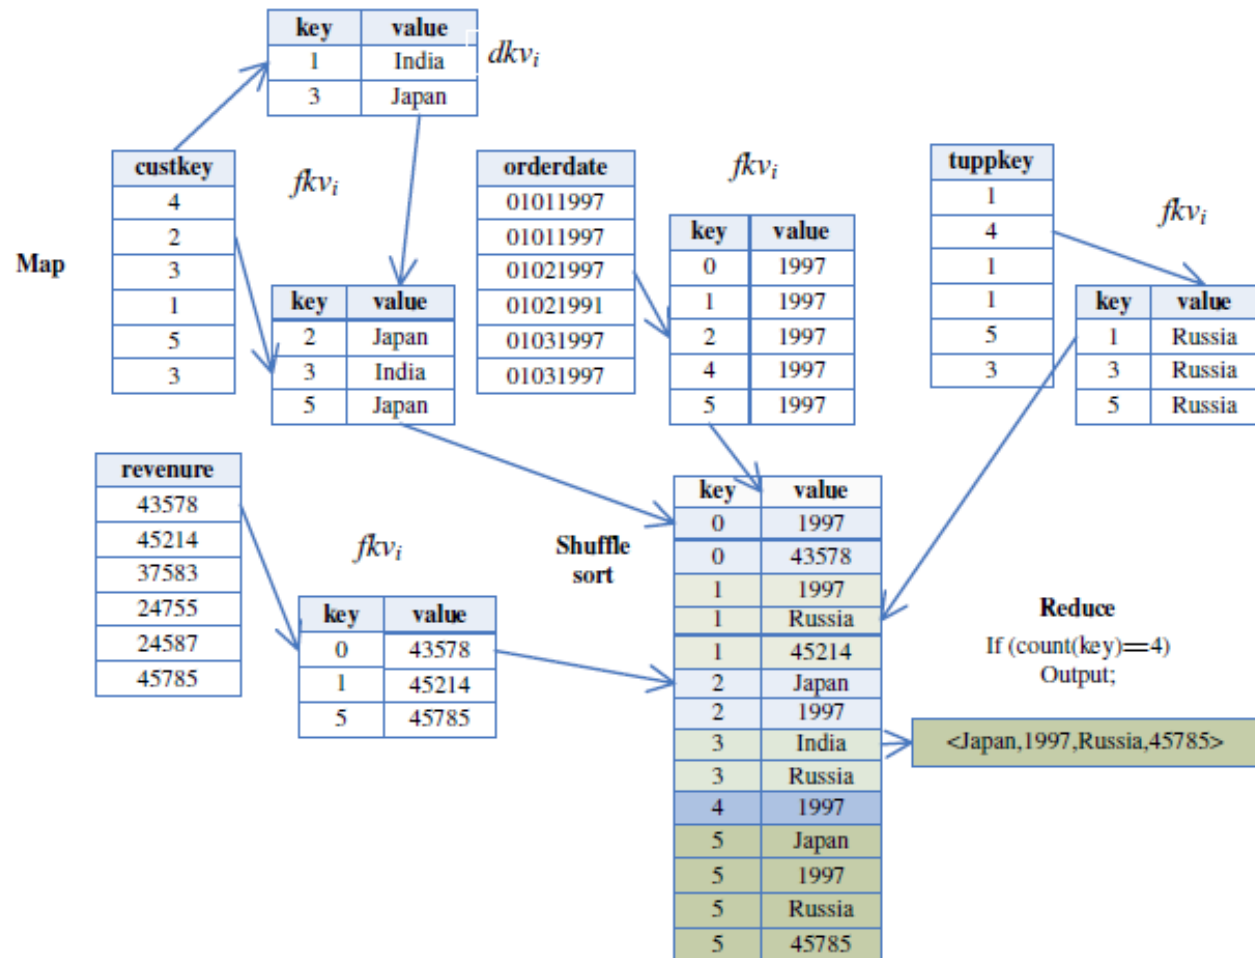 key value
1 India
3 Japan
dkvi
custkey
4
2
3
1
5
3
fkvi
Map
key value
2 Japan
3 India
5 Japan
orderdate
01011997
01011997
01021997
01021991
01031997
01031997
fkvi
key value
0 1997
1 1997
2 1997
4 1997
5 1997
tuppkey
1
4
1
1
5
3
fkvi
key value
1 Russia
3 Russia
5 Russia
revenure
43578
45214
37583
24755
24587
45785
fkvi
key value
0 43578
1 45214
5 45785
Shuffle
sort
key value
0 1997
0 43578
1 1997
1 Russia
1 45214
2 Japan
2 1997
3 India
3 Russia
4 1997
5 Japan
5 1997
5 Russia
5 45785
Reduce
If (count(key)==4)
Output;
<Japan,1997,Russia,45785>